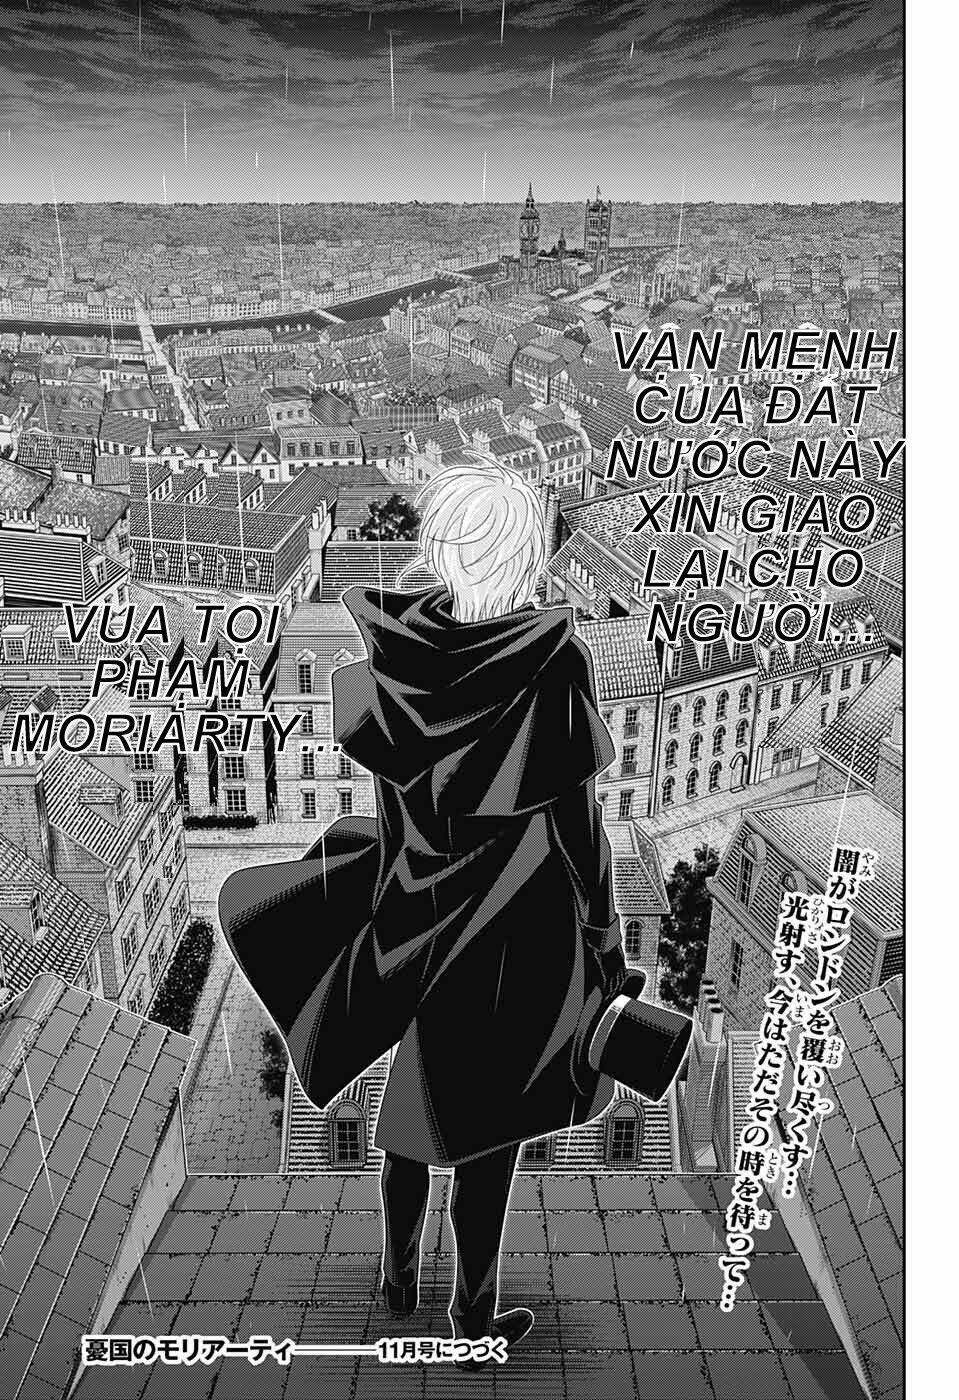 VẬN MỆNH
CỦA ĐẤT
NƯỚC NÀY
XIN GIAO
LẠI CHO
NGƯỜI...
VUA TỘI
PHẠM
MORIARTY...
闇がロンドンを覆い尽くす…
光射す、今はただその時を待って…
憂国のモリアーティ――――11月号につづく